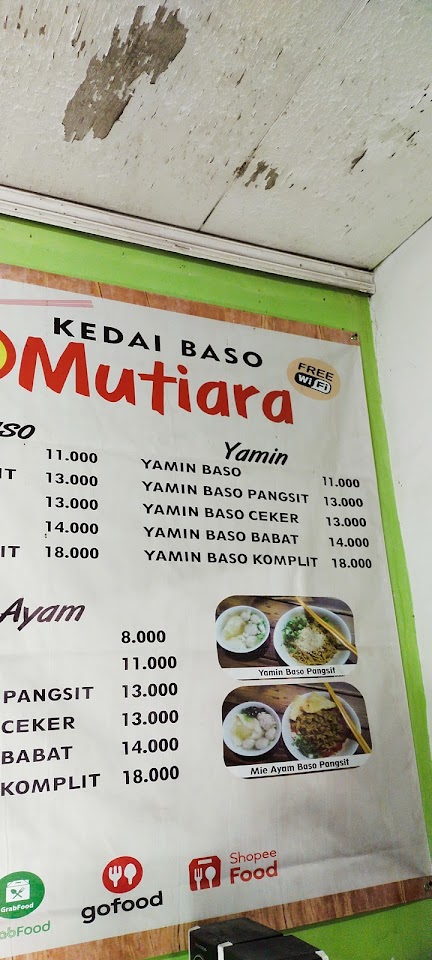 KEDAI BASO
Mutiara
FREE
WiFi
Yamin
11.000
13.000
13.000
14.000
18.000
YAMIN BASO 11.000
YAMIN BASO PANGSIT 13.000
YAMIN BASO CEKER 13.000
YAMIN BASO BABAT 14.000
YAMIN BASO KOMPLIT 18.000
Ayam
8.000
11.000
PANGSIT 13.000
CEKER 13.000
BABAT 14.000
KOMPLIT 18.000
Yamin Baso Pangsit
Mie Ayam Baso Pangsit
GrabFood
abFood
gofood
Shopee
Food